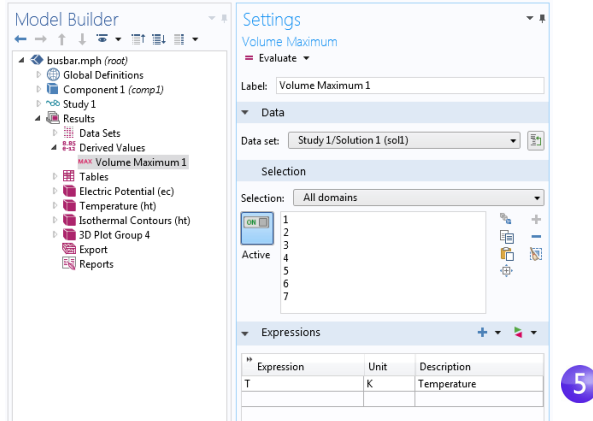 Model Builder
busbar.mph (root)
Global Definitions
Component 1 (comp1)
Study 1
Results
Data Sets
8.85
e-12
Derived Values
MAX Volume Maximum 1
Tables
Electric Potential (ec)
Temperature (ht)
Isothermal Contours (ht)
3D Plot Group 4
Export
Reports
Settings
Volume Maximum
= Evaluate
Label: Volume Maximum 1
Data
Data set: Study 1/Solution 1 (sol1)
Selection
Selection: All domains
ON
Active
1
2
3
4
5
6
7
Expressions
Expression Unit Description
T K Temperature
5